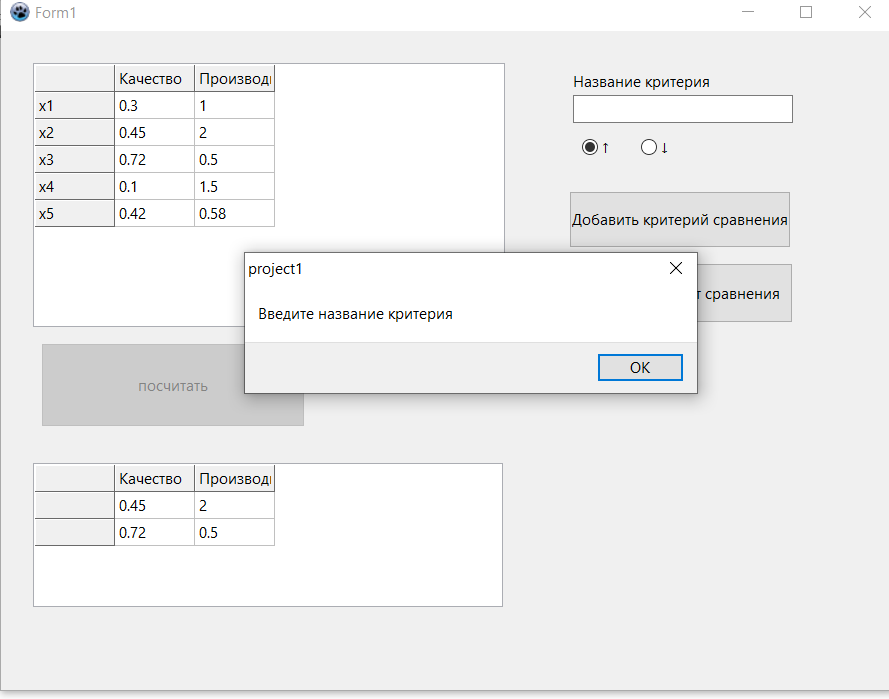 Form1
Качество Производи
x1 0.3 1
x2 0.45 2
x3 0.72 0.5
x4 0.1 1.5
x5 0.42 0.58
Название критерия
↑ ↓
Добавить критерий сравнения
сравнения
project1
Введите название критерия
OK
посчитать
Качество Производи
0.45 2
0.72 0.5